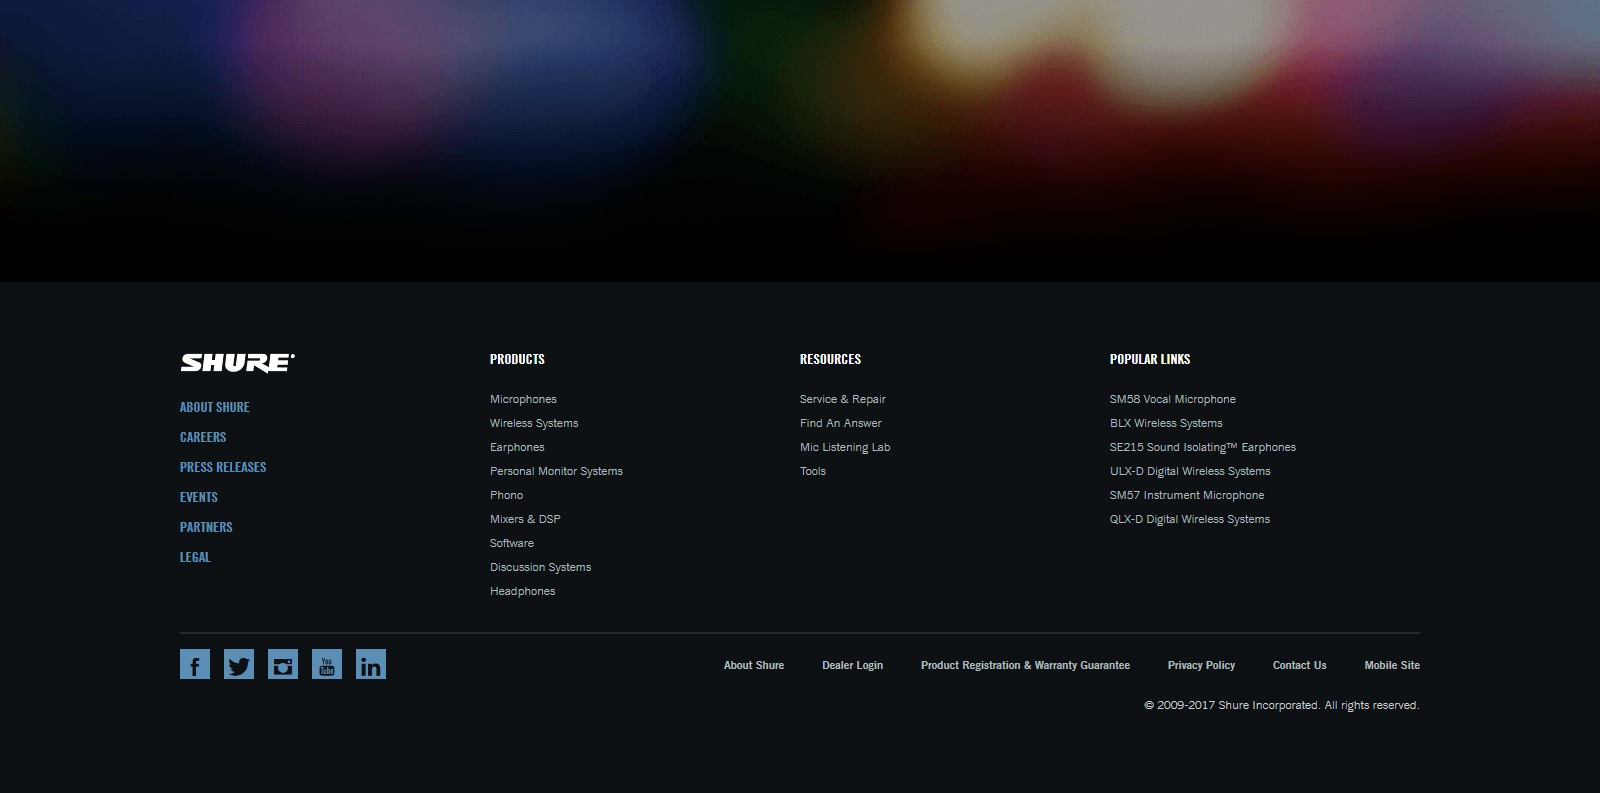 SHURE
ABOUT SHURE
CAREERS
PRESS RELEASES
EVENTS
PARTNERS
LEGAL
PRODUCTS
Microphones
Wireless Systems
Earphones
Personal Monitor Systems
Phono
Mixers & DSP
Software
Discussion Systems
Headphones
RESOURCES
Service & Repair
Find An Answer
Mic Listening Lab
Tools
POPULAR LINKS
SM58 Vocal Microphone
BLX Wireless Systems
SE215 Sound Isolating™ Earphones
ULX-D Digital Wireless Systems
SM57 Instrument Microphone
QLX-D Digital Wireless Systems
f
You
Tube
in
About Shure Dealer Login Product Registration & Warranty Guarantee Privacy Policy Contact Us Mobile Site
© 2009-2017 Shure Incorporated. All rights reserved.